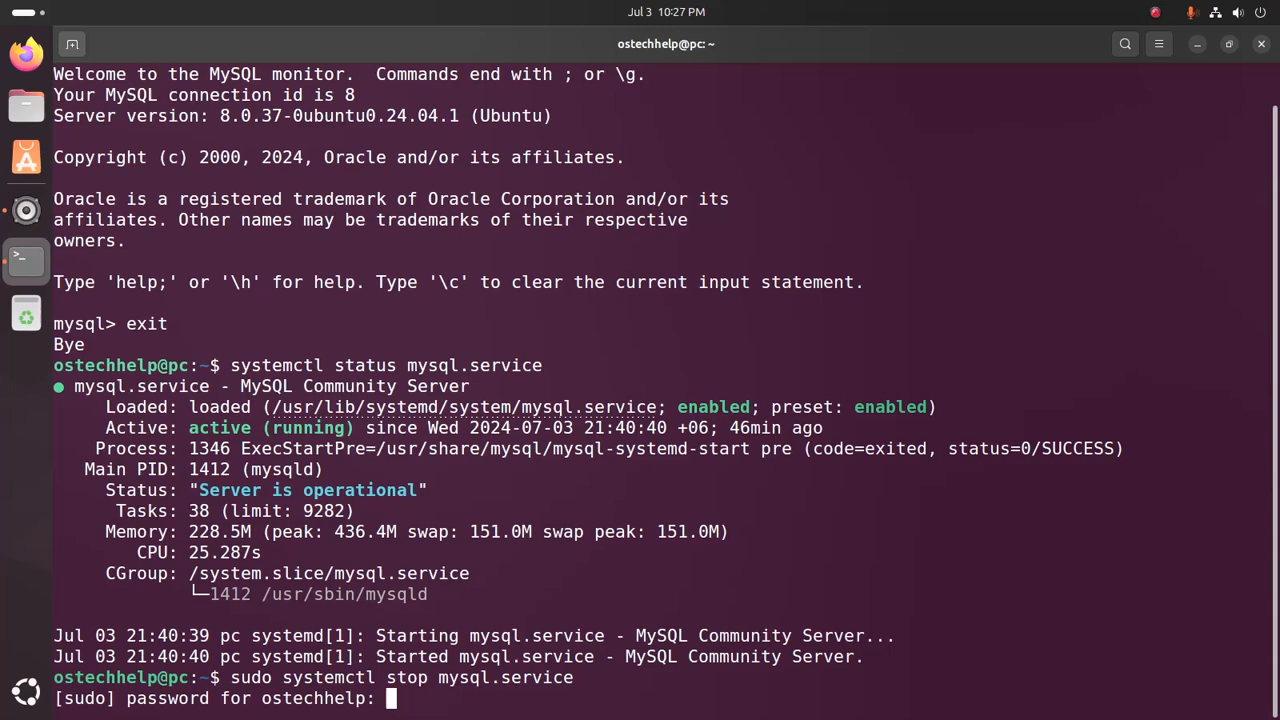 Jul 3 10:27 PM
ostechhelp@pc: ~
Welcome to the MySQL monitor.  Commands end with ; or \g.
Your MySQL connection id is 8
Server version: 8.0.37-0ubuntu0.24.04.1 (Ubuntu)
Copyright (c) 2000, 2024, Oracle and/or its affiliates.
Oracle is a registered trademark of Oracle Corporation and/or its
affiliates. Other names may be trademarks of their respective
owners.
Type 'help;' or '\h' for help. Type '\c' to clear the current input statement.
mysql> exit
Bye
ostechhelp@pc:~$ systemctl status mysql.service
● mysql.service - MySQL Community Server
Loaded: loaded (/usr/lib/systemd/system/mysql.service; enabled; preset: enabled)
Active: active (running) since Wed 2024-07-03 21:40:40 +06; 46min ago
Process: 1346 ExecStartPre=/usr/share/mysql/mysql-systemd-start pre (code=exited, status=0/SUCCESS)
Main PID: 1412 (mysqld)
Status: "Server is operational"
Tasks: 38 (limit: 9282)
Memory: 228.5M (peak: 436.4M swap: 151.0M swap peak: 151.0M)
CPU: 25.287s
CGroup: /system.slice/mysql.service
└─1412 /usr/sbin/mysqld
Jul 03 21:40:39 pc systemd[1]: Starting mysql.service - MySQL Community Server...
Jul 03 21:40:40 pc systemd[1]: Started mysql.service - MySQL Community Server.
ostechhelp@pc:~$ sudo systemctl stop mysql.service
[sudo] password for ostechhelp: